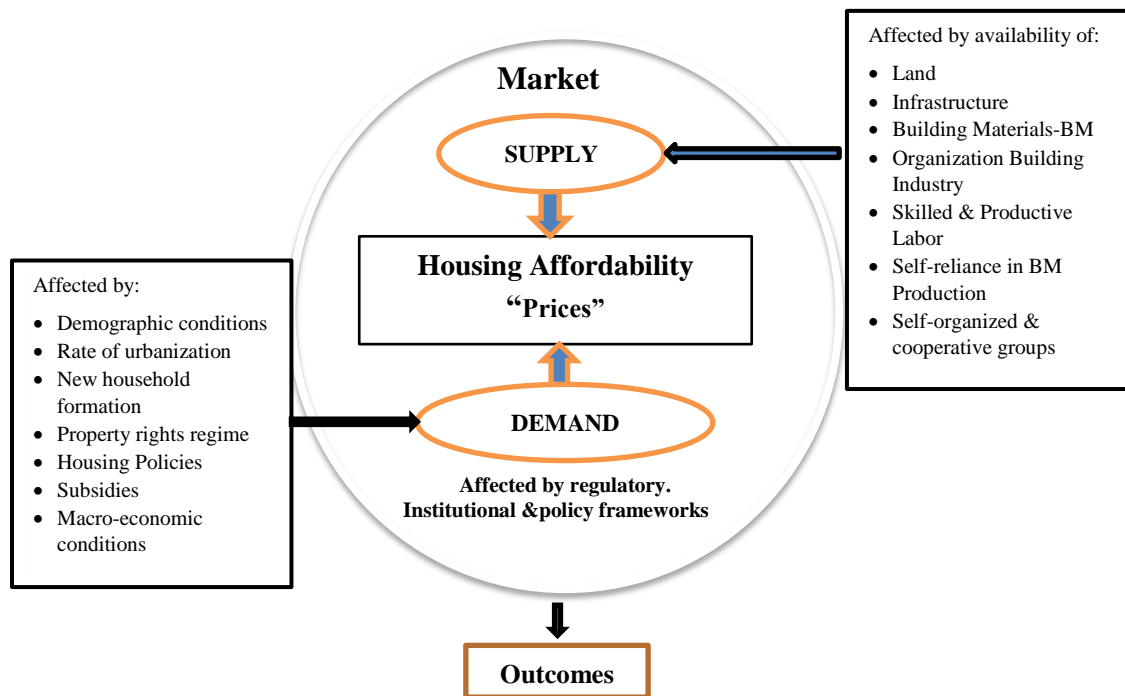 Market
SUPPLY
Housing Affordability
“Prices”
DEMAND
Affected by regulatory.
Institutional &policy frameworks
Outcomes
Affected by availability of:
• Land
• Infrastructure
• Building Materials-BM
• Organization Building
Industry
• Skilled & Productive
Labor
• Self-reliance in BM
Production
• Self-organized &
cooperative groups
Affected by:
• Demographic conditions
• Rate of urbanization
• New household
formation
• Property rights regime
• Housing Policies
• Subsidies
• Macro-economic
conditions